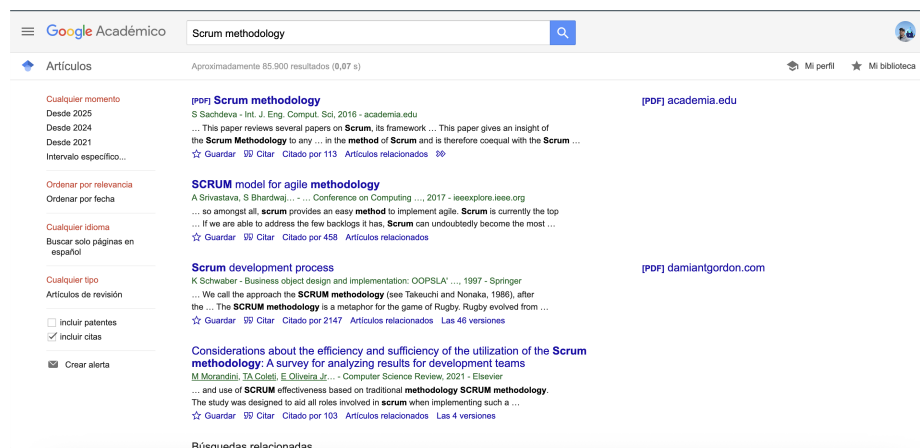 Google Académico
Scrum methodology
Artículos
Aproximadamente 85.900 resultados (0,07 s)
Mi perfil
Mi biblioteca
Cualquier momento
Desde 2025
Desde 2024
Desde 2021
Intervalo específico...
Ordenar por relevancia
Ordenar por fecha
Cualquier idioma
Buscar solo páginas en
español
Cualquier tipo
Artículos de revisión
incluir patentes
incluir citas
Crear alerta
[PDF] Scrum methodology
S Sachdeva - Int. J. Eng. Comput. Sci, 2016 - academia.edu
… This paper reviews several papers on Scrum, its framework … This paper gives an insight of
the Scrum Methodology to any … in the method of Scrum and is therefore coequal with the Scrum …
Guardar Citar Citado por 113 Artículos relacionados
[PDF] academia.edu
SCRUM model for agile methodology
A Srivastava, S Bhardwaj… - … Conference on Computing …, 2017 - ieeexplore.ieee.org
… so amongst all, scrum provides an easy method to implement agile. Scrum is currently the top
… If we are able to address the few backlogs it has, Scrum can undoubtedly become the most …
Guardar Citar Citado por 458 Artículos relacionados
Scrum development process
K Schwaber - Business object design and implementation: OOPSLA' …, 1997 - Springer
… We call the approach the SCRUM methodology (see Takeuchi and Nonaka, 1986), after
the … The SCRUM methodology is a metaphor for the game of Rugby. Rugby evolved from …
Guardar Citar Citado por 2147 Artículos relacionados Las 46 versiones
[PDF] damiantgordon.com
Considerations about the efficiency and sufficiency of the utilization of the Scrum
methodology: A survey for analyzing results for development teams
M Morandini, TA Coleti, E Oliveira Jr… - Computer Science Review, 2021 - Elsevier
… and use of SCRUM effectiveness based on traditional methodology SCRUM methodology.
The study was designed to aid all roles involved in scrum when implementing such a …
Guardar Citar Citado por 103 Artículos relacionados Las 4 versiones
Búsquedas relacionadas